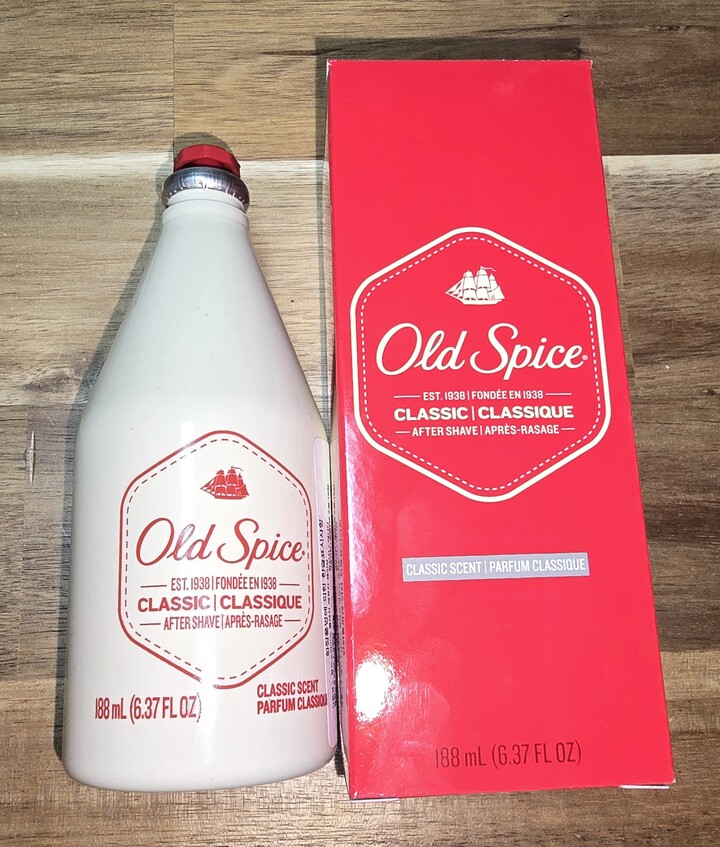 Old Spice
EST. 1938 | FONDÉE EN 1938
CLASSIC | CLASSIQUE
AFTER SHAVE | APRÈS-RASAGE
188 mL (6.37 FL OZ)
CLASSIC SCENT
PARFUM CLASSIQUE
Old Spice®
EST. 1938 | FONDÉE EN 1938
CLASSIC | CLASSIQUE
AFTER SHAVE | APRÈS-RASAGE
CLASSIC SCENT | PARFUM CLASSIQUE
188 mL (6.37 FL OZ)